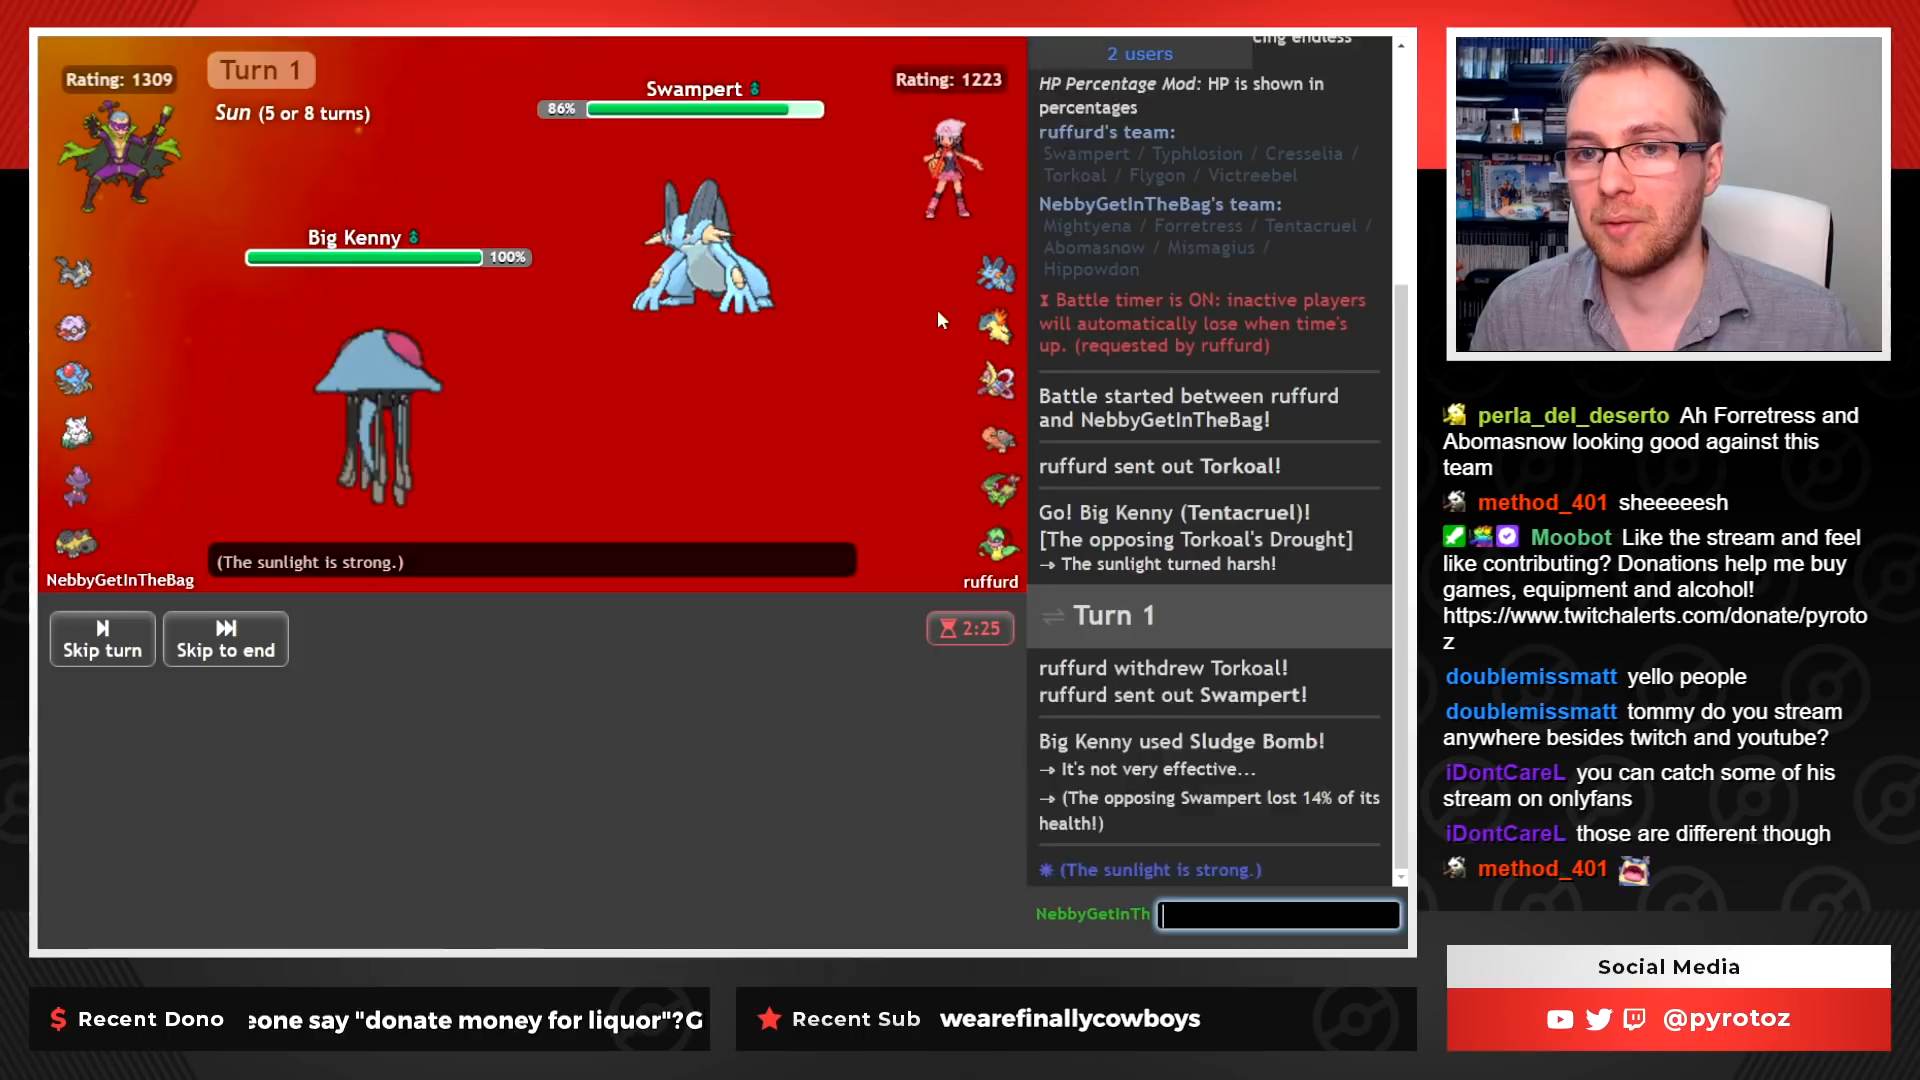 Rating: 1309
Turn 1
Sun (5 or 8 turns)
Swampert
86%
Rating: 1223
Big Kenny
100%
(The sunlight is strong.)
NebbyGetInTheBag
ruffurd
Skip turn
Skip to end
2:25
2 users
HP Percentage Mod: HP is shown in
percentages
ruffurd's team:
Swampert / Typhlosion / Cresselia /
Torkoal / Flygon / Victreebel
NebbyGetInTheBag's team:
Mightyena / Forretress / Tentacruel /
Abomasnow / Mismagius /
Hippowdon
Battle timer is ON: inactive players
will automatically lose when time's
up. (requested by ruffurd)
Battle started between ruffurd
and NebbyGetInTheBag!
ruffurd sent out Torkoal!
Go! Big Kenny (Tentacruel)!
[The opposing Torkoal's Drought]
→ The sunlight turned harsh!
Turn 1
ruffurd withdrew Torkoal!
ruffurd sent out Swampert!
Big Kenny used Sludge Bomb!
→ It's not very effective...
→ (The opposing Swampert lost 14% of its
health!)
(The sunlight is strong.)
NebbyGetInTh
perla_del_deserto Ah Forretress and
Abomasnow looking good against this
team
method_401 sheeeeesh
Moobot Like the stream and feel
like contributing? Donations help me buy
games, equipment and alcohol!
https://www.twitchalerts.com/donate/pyroto
z
doublemissmatt yello people
doublemissmatt tommy do you stream
anywhere besides twitch and youtube?
iDontCareL you can catch some of his
stream on onlyfans
iDontCareL those are different though
method_401
Social Media
@pyrotoz
$ Recent Dono eone say "donate money for liquor"?G
Recent Sub wearefinallycowboys